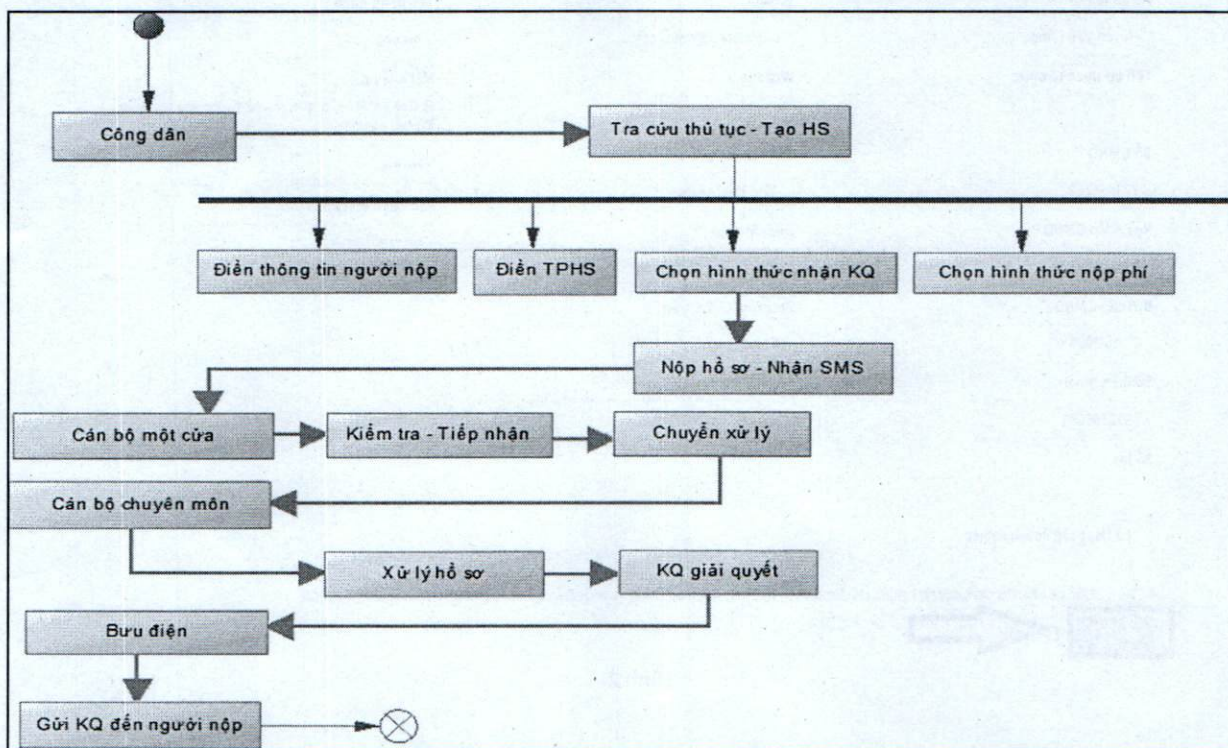 Công dân
Tra cứu thủ tục - Tạo HS
Điền thông tin người nộp
Điền TPHS
Chọn hình thức nhận KQ
Chọn hình thức nộp phí
Nộp hồ sơ - Nhận SMS
Cán bộ một cửa
Kiểm tra - Tiếp nhận
Chuyển xử lý
Cán bộ chuyên môn
Xử lý hồ sơ
KQ giải quyết
Bưu điện
Gửi KQ đến người nộp